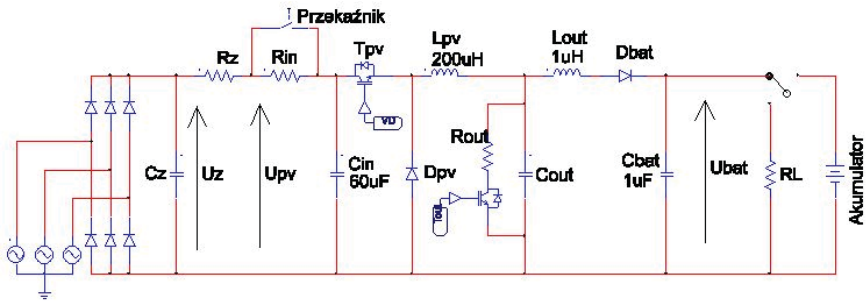 Przekaźnik
Rz
Rin
Tpv
Lpv
200uH
Lout
1uH
Dbat
VD
Cz
Uz
Upv
Cin
60uF
Dpv
Rout
Tout
Cout
Cbat
1uF
Ubat
RL
Akumulator